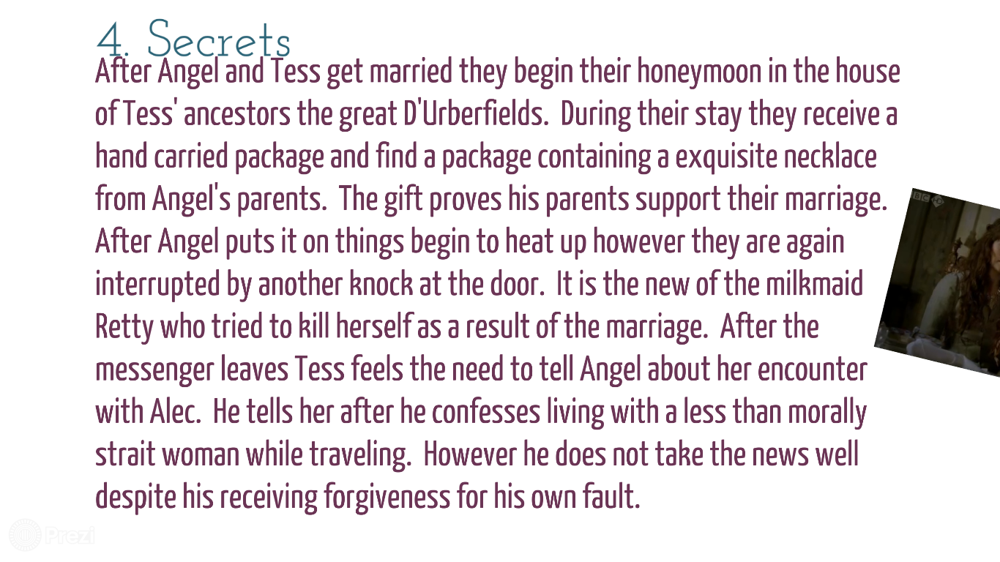 4. Secrets
After Angel and Tess get married they begin their honeymoon in the house
of Tess' ancestors the great D'Urberfields.  During their stay they receive a
hand carried package and find a package containing a exquisite necklace
from Angel's parents.  The gift proves his parents support their marriage.
After Angel puts it on things begin to heat up however they are again
interrupted by another knock at the door.  It is the new of the milkmaid
Retty who tried to kill herself as a result of the marriage.  After the
messenger leaves Tess feels the need to tell Angel about her encounter
with Alec.  He tells her after he confesses living with a less than morally
strait woman while traveling.  However he does not take the news well
despite his receiving forgiveness for his own fault.
BBC HD
Prezi